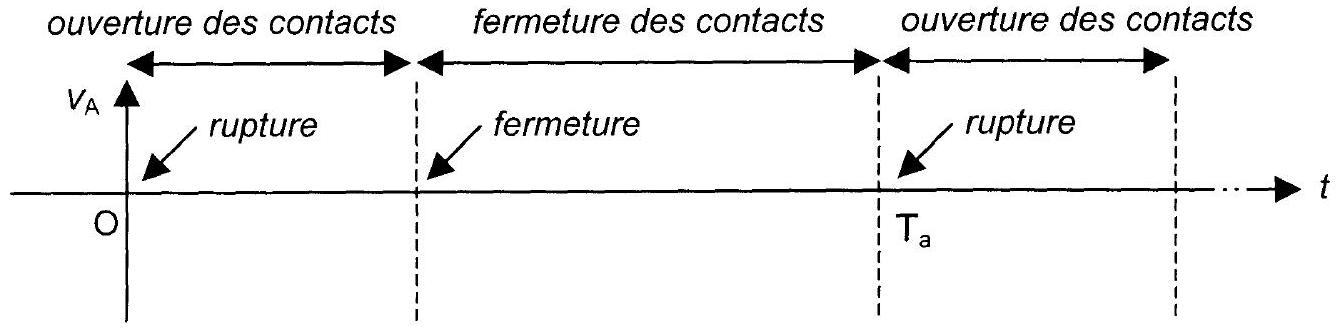 ouverture des contacts fermeture des contacts ouverture des contacts
v_A rupture fermeture rupture
t
O T_a